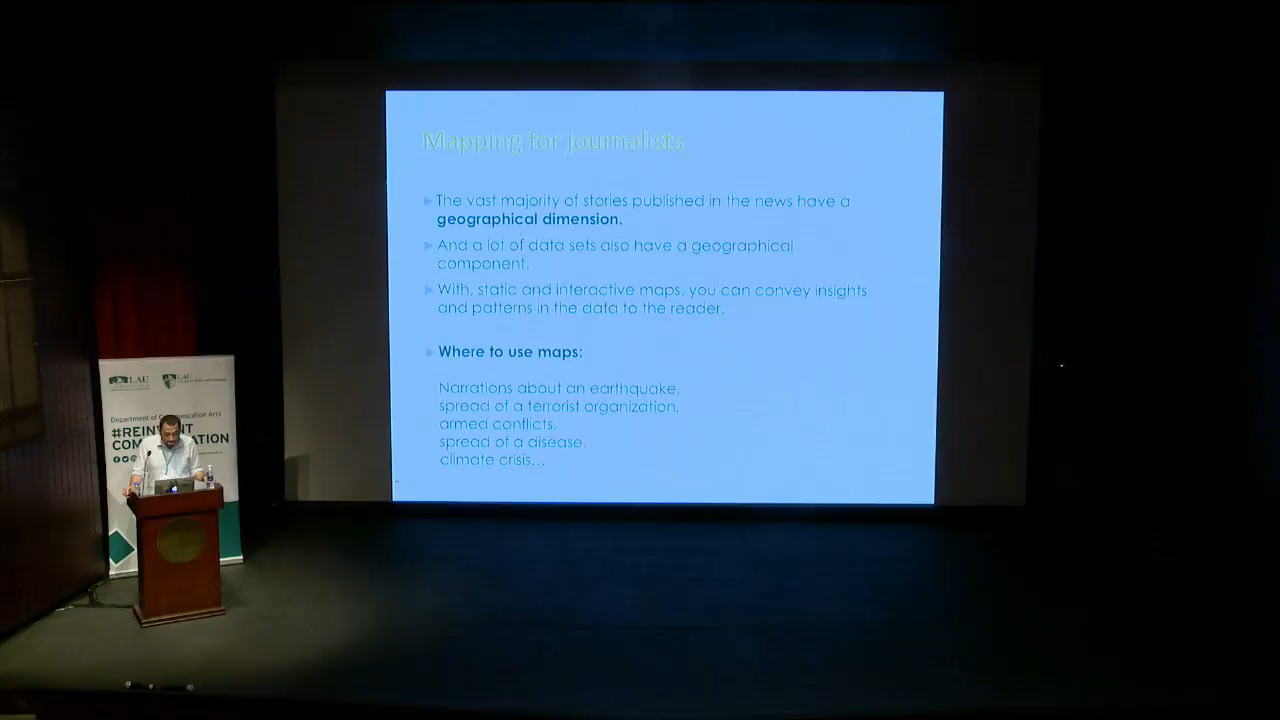 Mapping for Journalists
The vast majority of stories published in the news have a
geographical dimension.
And a lot of data sets also have a geographical
component.
With, static and interactive maps, you can convey insights
and patterns in the data to the reader.
Where to use maps:
Narrations about an earthquake,
spread of a terrorist organization,
armed conflicts,
spread of a disease,
climate crisis...
LAU
LAU
Department of Communication Arts